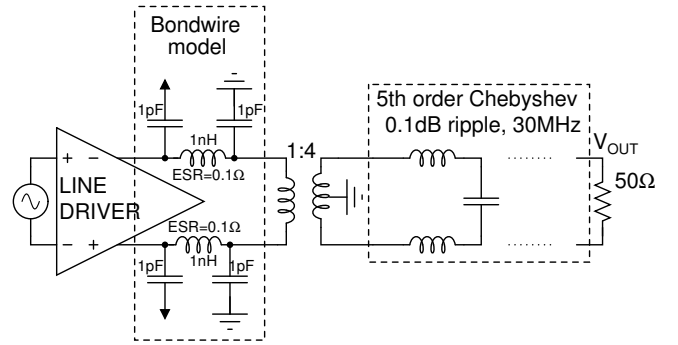 Bondwire
model
1pF
1pF
1nH
ESR=0.1Ω
1:4
5th order Chebyshev
0.1dB ripple, 30MHz
V_OUT
50Ω
+ −
LINE
DRIVER
− +
ESR=0.1Ω
1nH
1pF
1pF